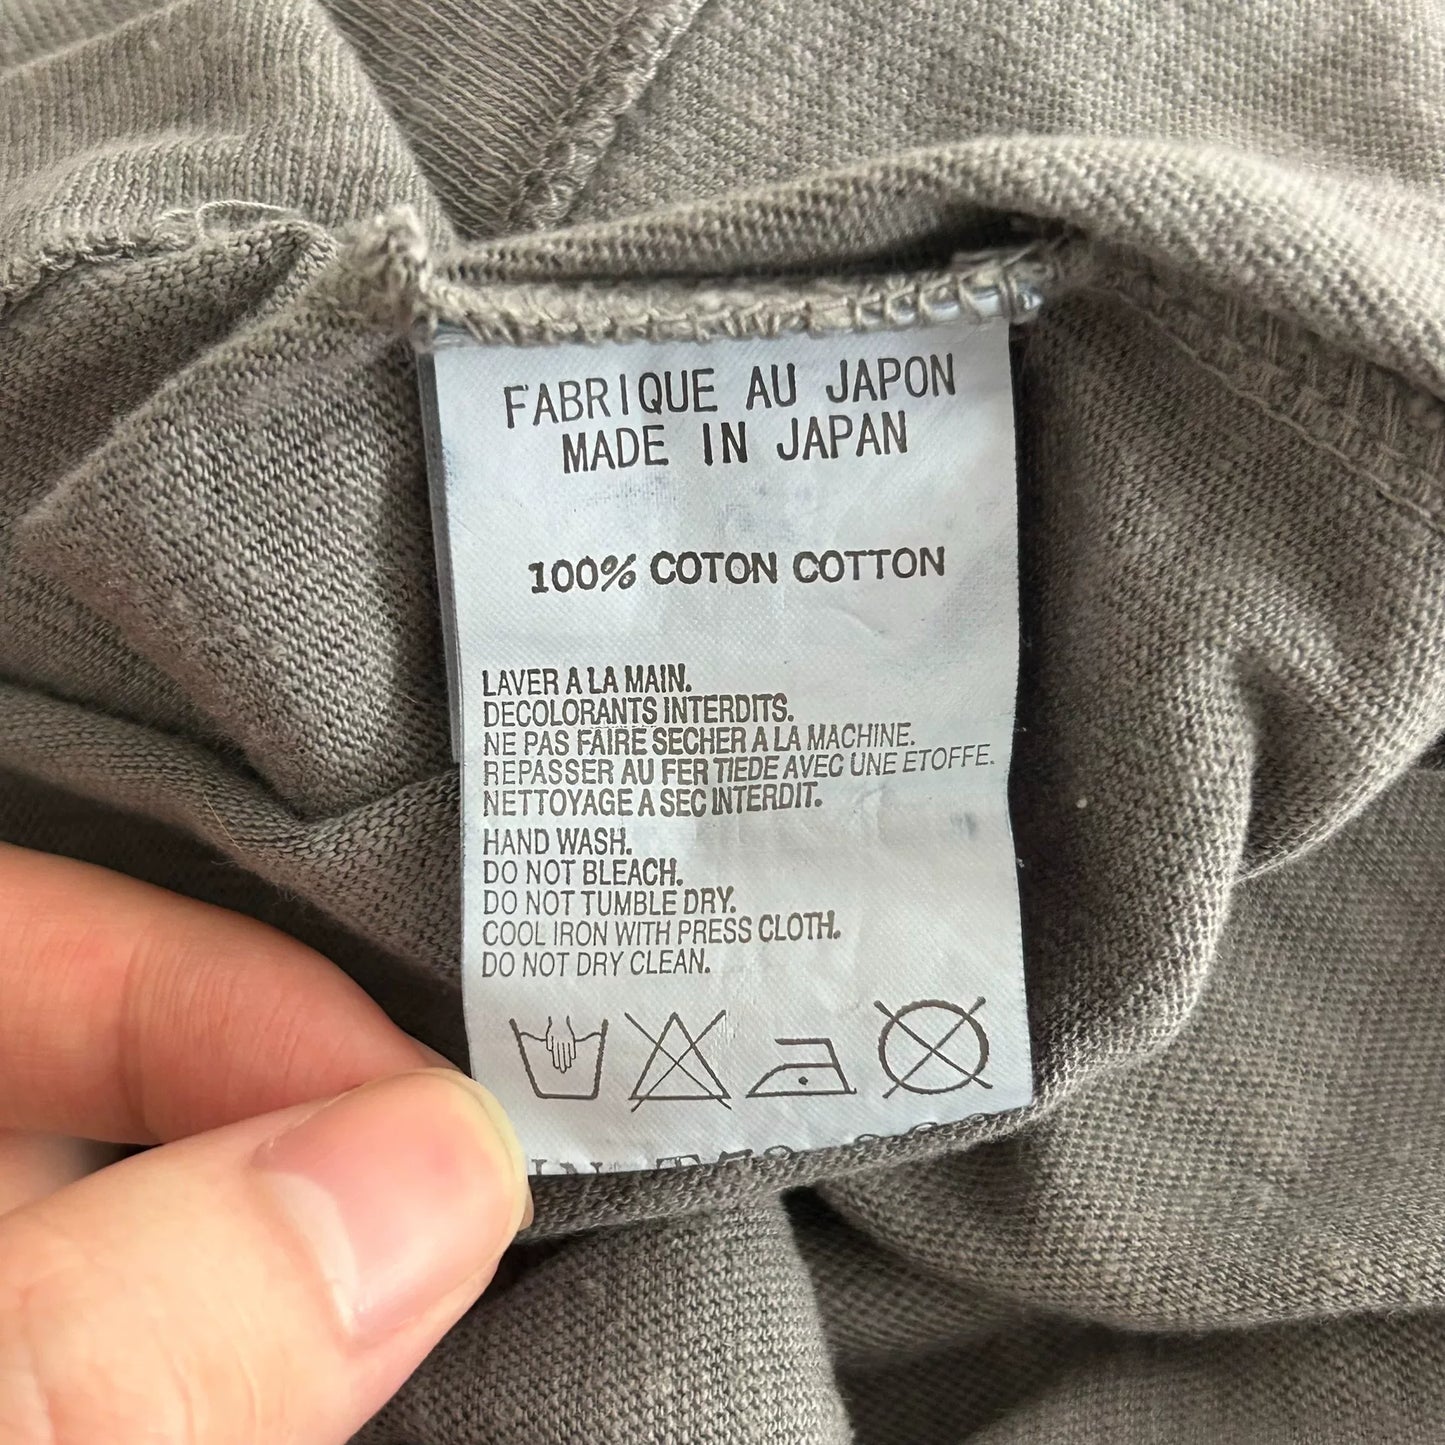 FABRIQUE AU JAPON
MADE IN JAPAN
100% COTON COTTON
LAVER A LA MAIN.
DECOLORANTS INTERDITS.
NE PAS FAIRE SECHER A LA MACHINE.
REPASSER AU FER TIEDE AVEC UNE ETOFFE.
NETTOYAGE A SEC INTERDIT.
HAND WASH.
DO NOT BLEACH.
DO NOT TUMBLE DRY.
COOL IRON WITH PRESS CLOTH.
DO NOT DRY CLEAN.